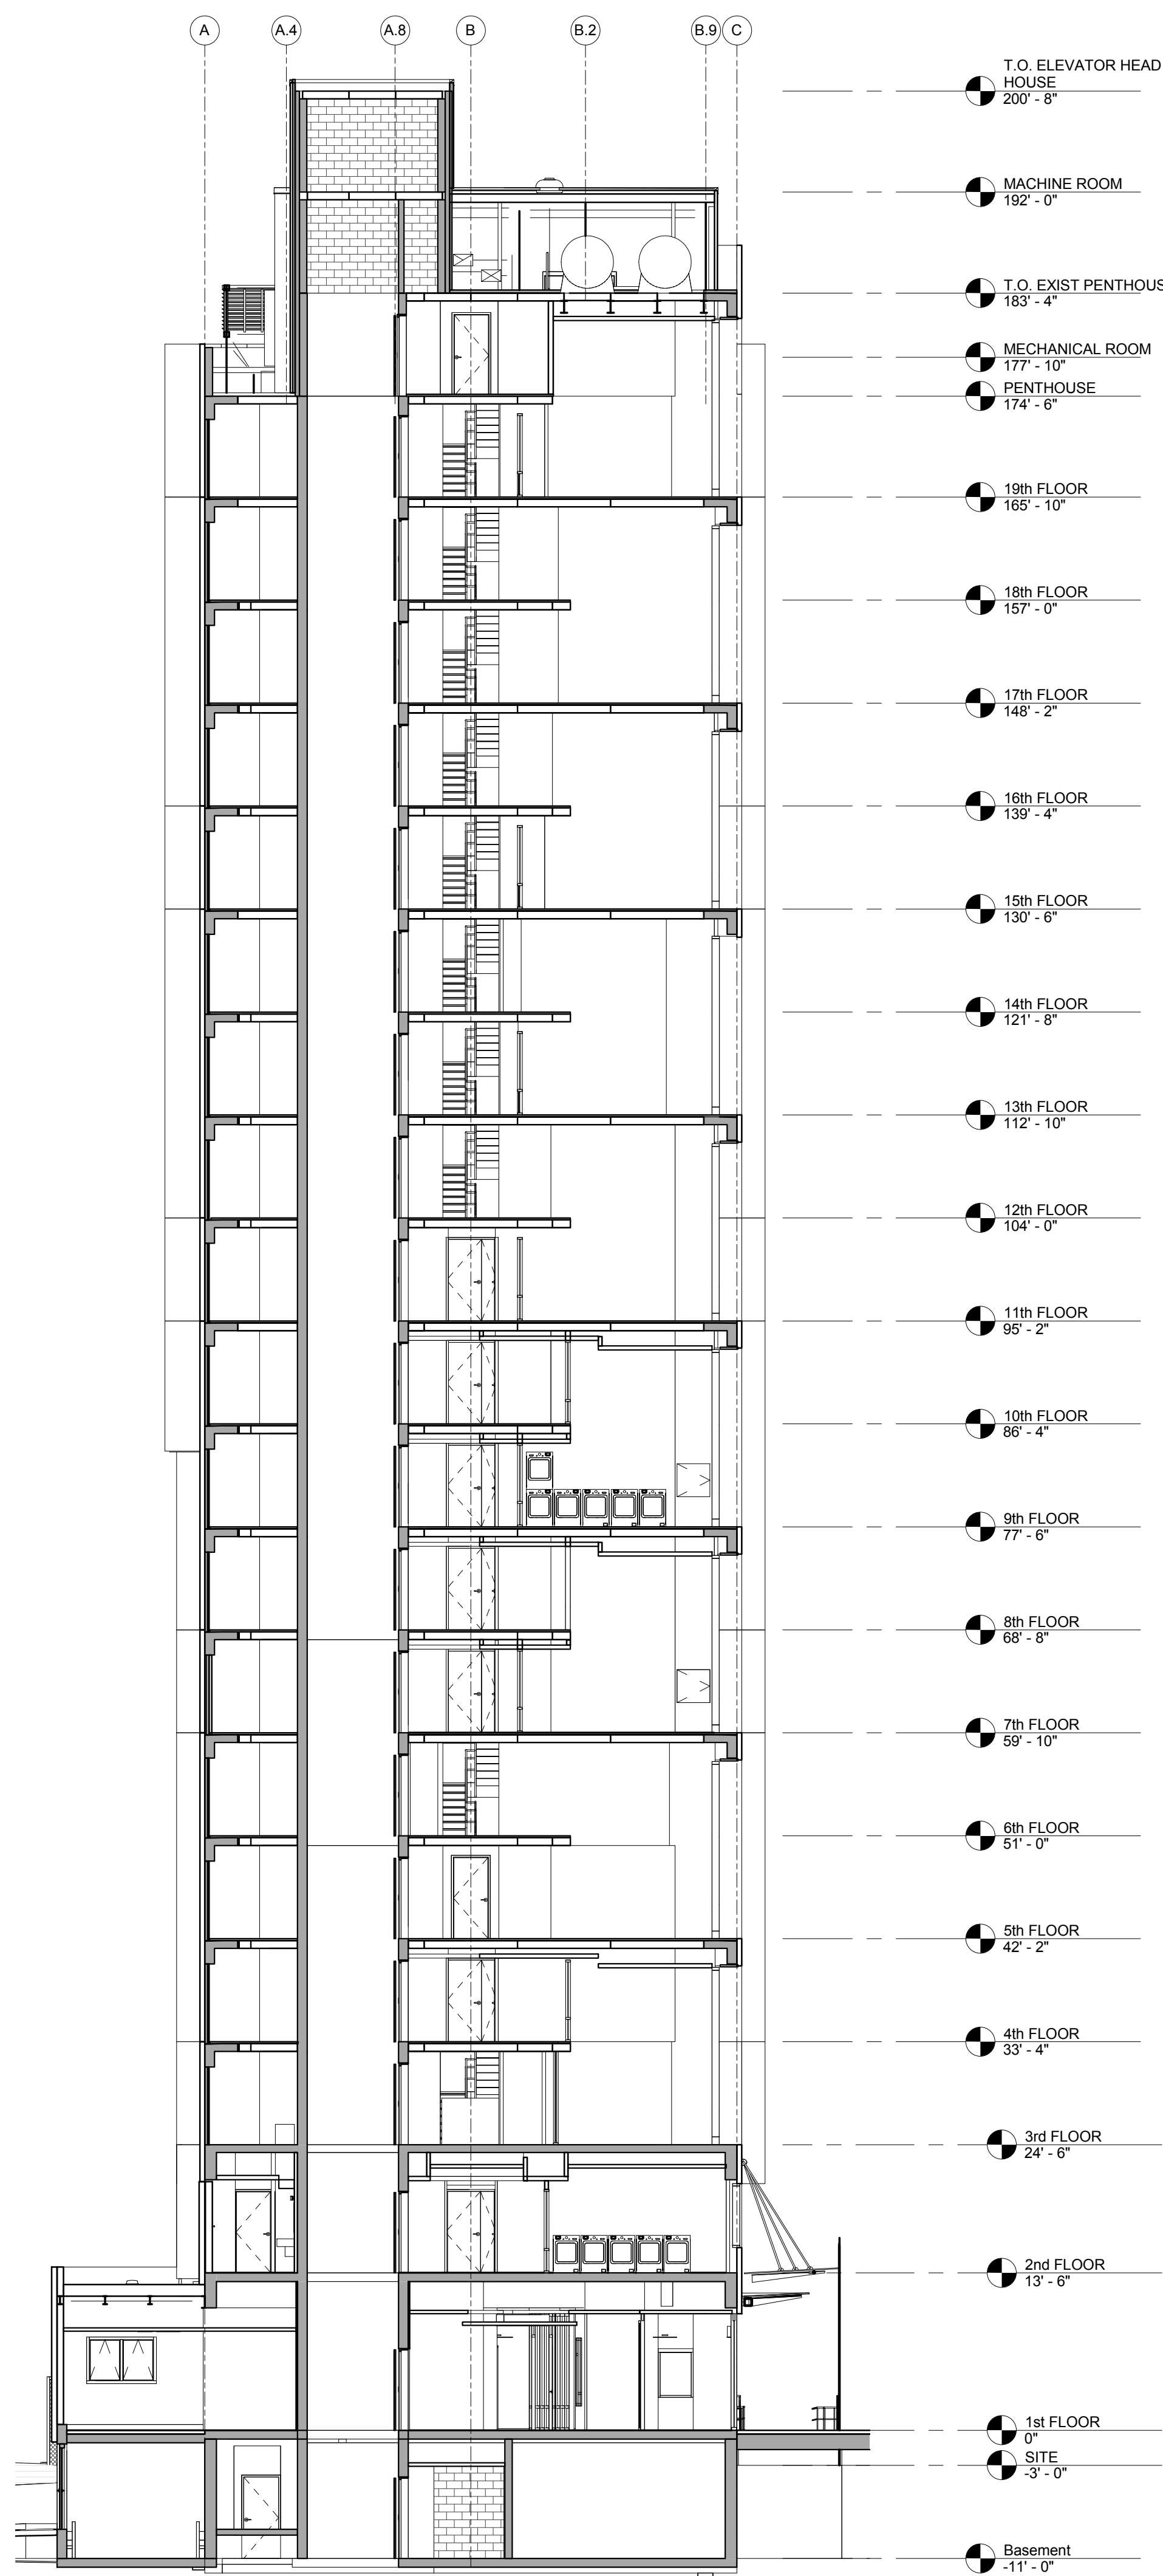 A
A.4
A.8
B
B.2
B.9
C
T.O. ELEVATOR HEAD
HOUSE
200' - 8"
MACHINE ROOM
192' - 0"
T.O. EXIST PENTHOUS
183' - 4"
MECHANICAL ROOM
177' - 10"
PENTHOUSE
174' - 6"
19th FLOOR
165' - 10"
18th FLOOR
157' - 0"
17th FLOOR
148' - 2"
16th FLOOR
139' - 4"
15th FLOOR
130' - 6"
14th FLOOR
121' - 8"
13th FLOOR
112' - 10"
12th FLOOR
104' - 0"
11th FLOOR
95' - 2"
10th FLOOR
86' - 4"
9th FLOOR
77' - 6"
8th FLOOR
68' - 8"
7th FLOOR
59' - 10"
6th FLOOR
51' - 0"
5th FLOOR
42' - 2"
4th FLOOR
33' - 4"
3rd FLOOR
24' - 6"
2nd FLOOR
13' - 6"
1st FLOOR
0"
SITE
-3' - 0"
Basement
-11' - 0"